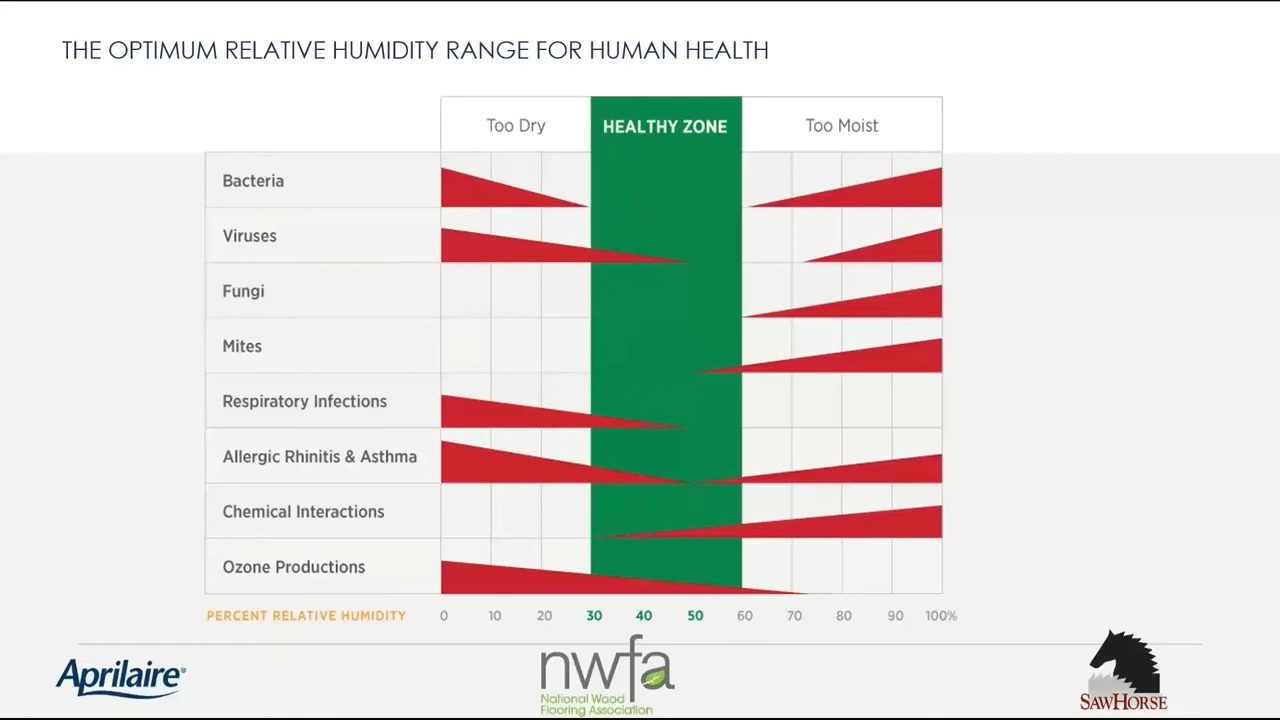 THE OPTIMUM RELATIVE HUMIDITY RANGE FOR HUMAN HEALTH
Too Dry
HEALTHY ZONE
Too Moist
Bacteria
Viruses
Fungi
Mites
Respiratory Infections
Allergic Rhinitis & Asthma
Chemical Interactions
Ozone Productions
PERCENT RELATIVE HUMIDITY 0 10 20 30 40 50 60 70 80 90 100%
Aprilaire®
nwfa
National Wood
Flooring Association
SAWHORSE